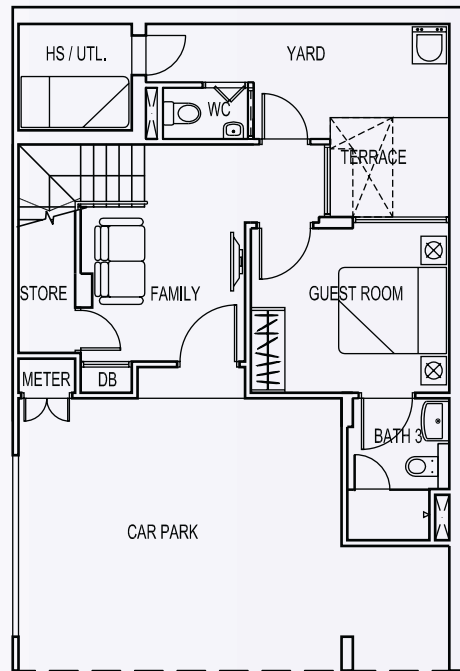 HS / UTL.
YARD
WC
TERRACE
STORE
FAMILY
GUEST ROOM
METER
DB
BATH 3
CAR PARK